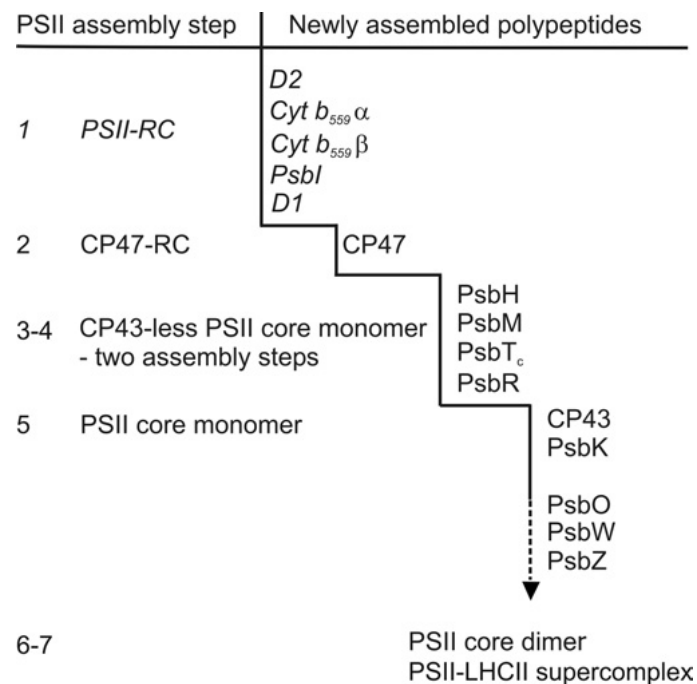 PSII assembly step Newly assembled polypeptides
D2
Cyt b₅₅₉ α
Cyt b₅₅₉ β
1 PSII-RC
PsbI
D1
2 CP47-RC CP47
PsbH
3-4 CP43-less PSII core monomer PsbM
- two assembly steps PsbT꜀
PsbR
5 PSII core monomer CP43
PsbK
PsbO
PsbW
PsbZ
6-7 PSII core dimer
PSII-LHCII supercomplex